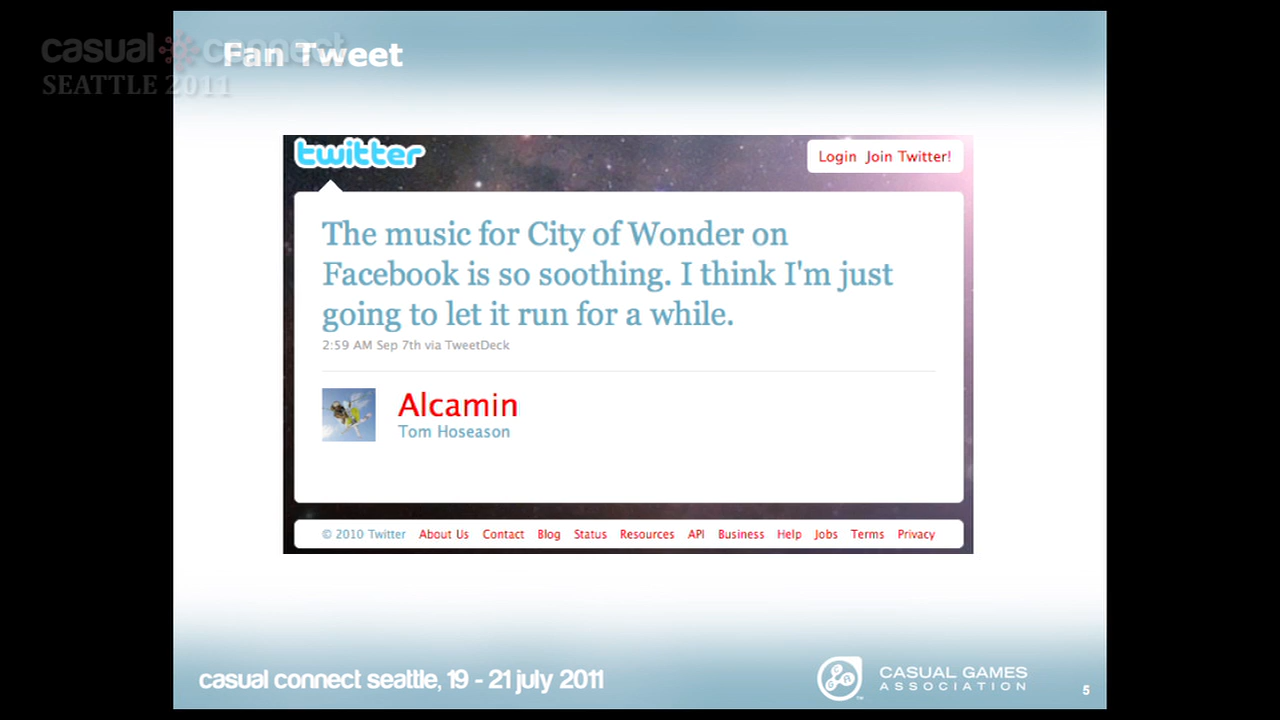 casual connect
SEATTLE 2011
Fan Tweet
twitter
Login Join Twitter!
The music for City of Wonder on
Facebook is so soothing. I think I'm just
going to let it run for a while.
2:59 AM Sep 7th via TweetDeck
Alcamin
Tom Hoseason
© 2010 Twitter About Us Contact Blog Status Resources API Business Help Jobs Terms Privacy
casual connect seattle, 19 - 21 july 2011
CGA
CASUAL GAMES
ASSOCIATION
™
5